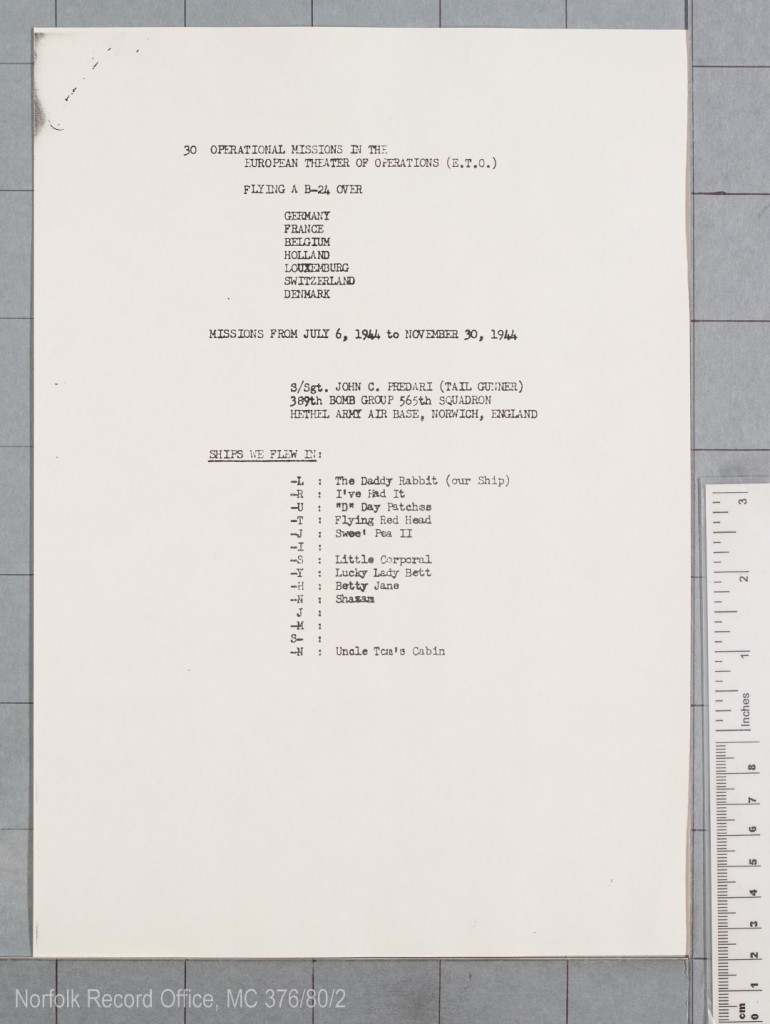 30 OPERATIONAL MISSIONS IN THE
EUROPEAN THEATER OF OPERATIONS (E.T.O.)
FLYING A B-24 OVER
GERMANY
FRANCE
BELGIUM
HOLLAND
LOUXEMBURG
SWITZERLAND
DENMARK
MISSIONS FROM JULY 6, 1944 to NOVEMBER 30, 1944
S/Sgt. JOHN C. PREDARI (TAIL GUNNER)
389th BOMB GROUP 565th SQUADRON
HETHEL ARMY AIR BASE, NORWICH, ENGLAND
SHIPS WE FLEW IN:
-L : The Daddy Rabbit (our Ship)
-R : I've Had It
-U : "D" Day Patches
-T : Flying Red Head
-J : Sweet Pea II
-I :
-S : Little Corporal
-Y : Lucky Lady Bett
-H : Betty Jane
-N : Shazam
J :
-M :
S- :
-N : Uncle Tom's Cabin
3
2
1
Inches
8
7
6
5
4
3
2
1
0
cm
Norfolk Record Office, MC 376/80/2